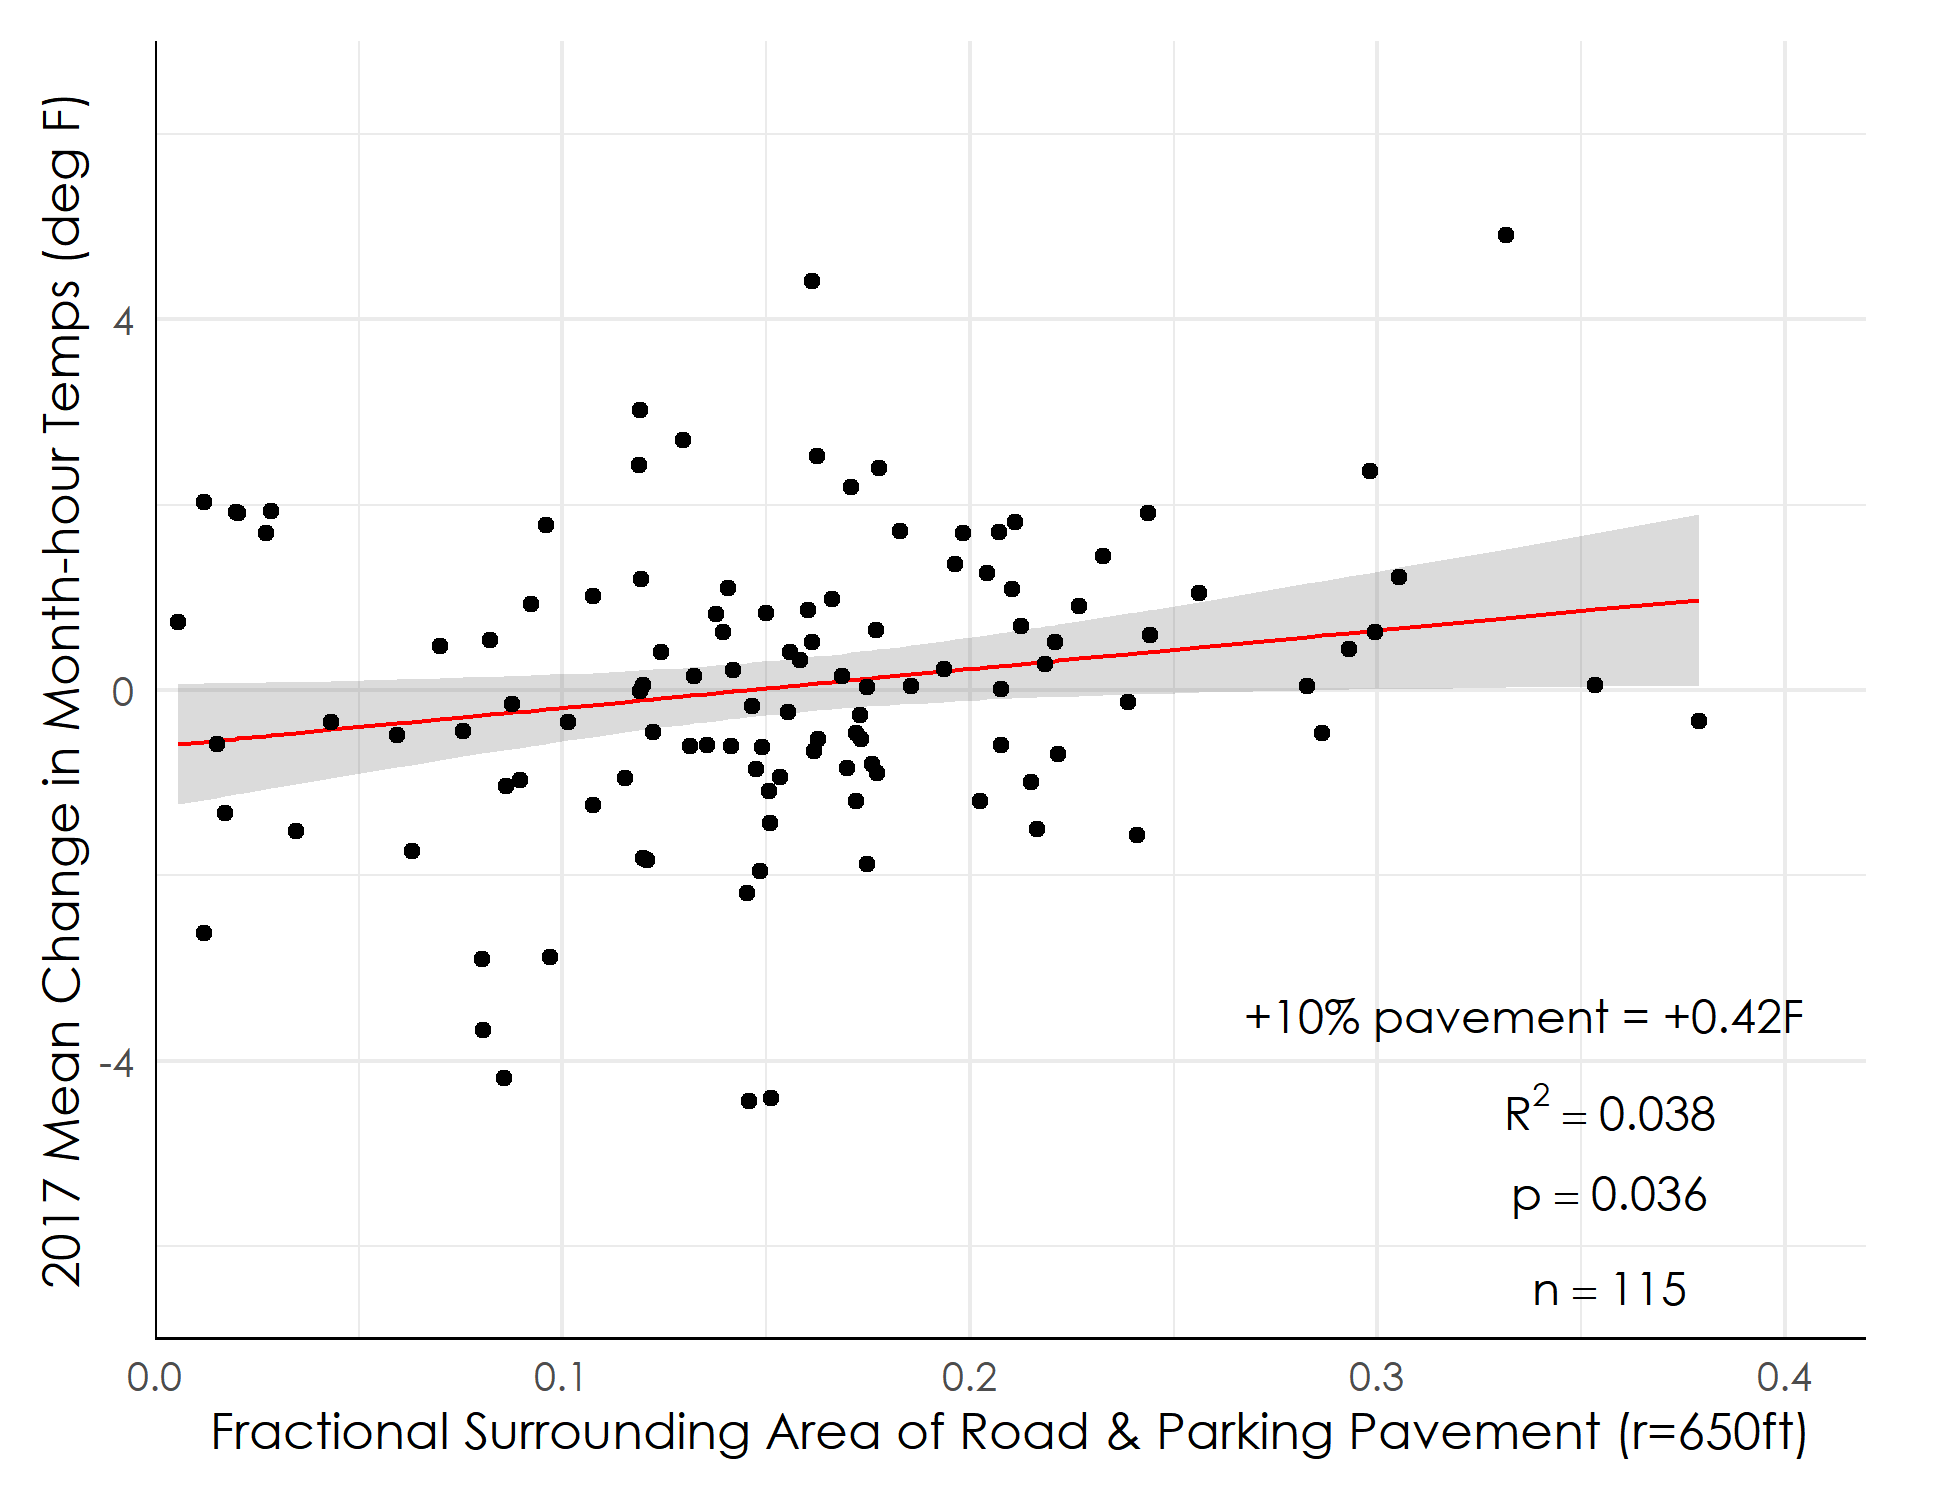 2017 Mean Change in Month-hour Temps (deg F)
4
0
-4
+10% pavement = +0.42F
R² = 0.038
p = 0.036
n = 115
0.0 0.1 0.2 0.3 0.4
Fractional Surrounding Area of Road & Parking Pavement (r=650ft)